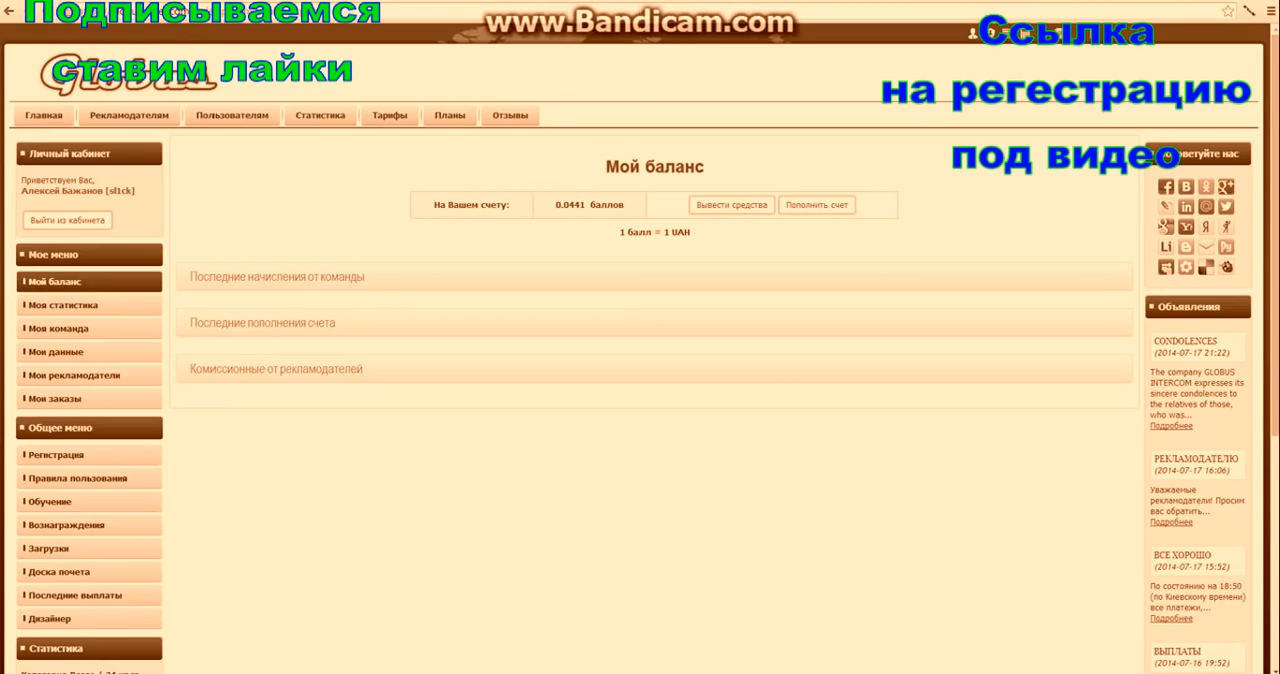 Подписываемся
www.Bandicam.com
Ссылка
ставим лайки
на регестрацию
под видео
Главная
Рекламодателям
Пользователям
Статистика
Тарифы
Планы
Отзывы
Личный кабинет
Приветствуем Вас,
Алексей Бажанов [sl1ck]
Выйти из кабинета
Мое меню
Мой баланс
Моя статистика
Моя команда
Мои данные
Мои рекламодатели
Мои заказы
Общее меню
Регистрация
Правила пользования
Обучение
Вознаграждения
Загрузки
Доска почета
Последние выплаты
Дизайнер
Статистика
Мой баланс
На Вашем счету: 0.0441 баллов Вывести средства Пополнить счет
1 балл = 1 UAH
Последние начисления от команды
Последние пополнения счета
Комиссионные от рекламодателей
нас
Объявления
CONDOLENCES
(2014-07-17 21:22)
The company GLOBUS
INTERCOM expresses its
sincere condolences to
the relatives of those,
who was...
Подробнее
РЕКЛАМОДАТЕЛЮ
(2014-07-17 16:06)
Уважаемые
рекламодатели! Просим
вас обратить...
Подробнее
ВСЕ ХОРОШО
(2014-07-17 15:52)
По состоянию на 18:50
(по Киевскому времени)
все платежи,...
Подробнее
ВЫПЛАТЫ
(2014-07-16 19:52)